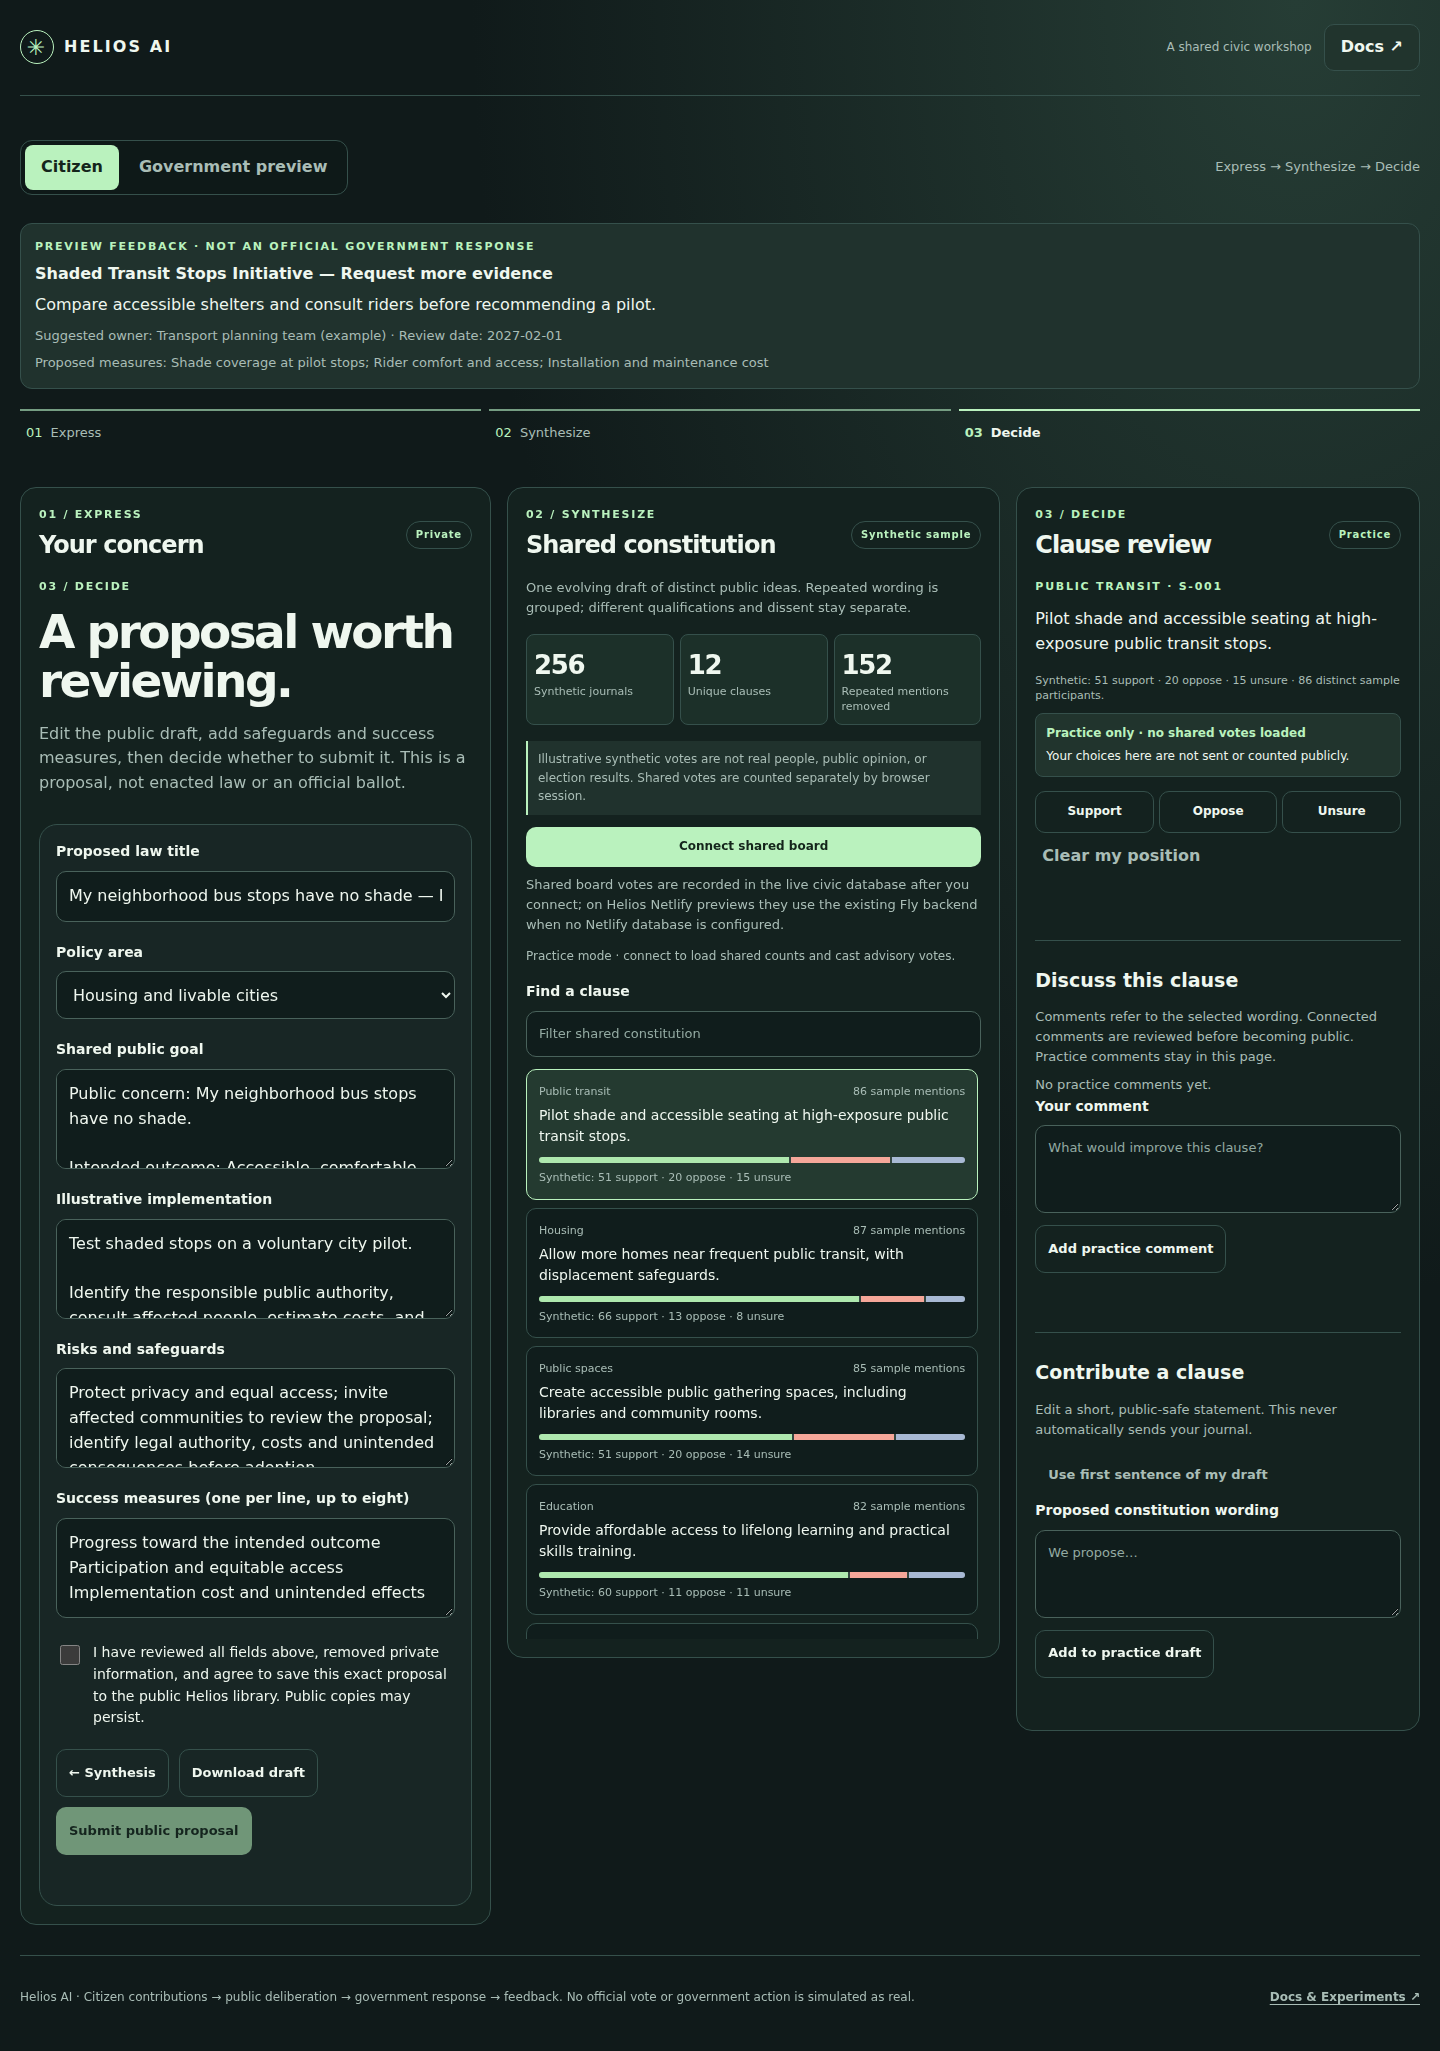 HELIOS AI
A shared civic workshop
Docs ↗
Citizen
Government preview
Express → Synthesize → Decide
PREVIEW FEEDBACK · NOT AN OFFICIAL GOVERNMENT RESPONSE
Shaded Transit Stops Initiative — Request more evidence
Compare accessible shelters and consult riders before recommending a pilot.
Suggested owner: Transport planning team (example) · Review date: 2027-02-01
Proposed measures: Shade coverage at pilot stops; Rider comfort and access; Installation and maintenance cost
01 Express
02 Synthesize
03 Decide
01 / EXPRESS
Your concern
Private
03 / DECIDE
A proposal worth
reviewing.
Edit the public draft, add safeguards and success
measures, then decide whether to submit it. This is a
proposal, not enacted law or an official ballot.
Proposed law title
My neighborhood bus stops have no shade — I
Policy area
Housing and livable cities
Shared public goal
Public concern: My neighborhood bus stops
have no shade.
Intended outcome: Accessible, comfortable
Illustrative implementation
Test shaded stops on a voluntary city pilot.
Identify the responsible public authority,
consult affected people, estimate costs, and
Risks and safeguards
Protect privacy and equal access; invite
affected communities to review the proposal;
identify legal authority, costs and unintended
consequences before adoption.
Success measures (one per line, up to eight)
Progress toward the intended outcome
Participation and equitable access
Implementation cost and unintended effects
I have reviewed all fields above, removed private
information, and agree to save this exact proposal
to the public Helios library. Public copies may
persist.
← Synthesis
Download draft
Submit public proposal
02 / SYNTHESIZE
Shared constitution
Synthetic sample
One evolving draft of distinct public ideas. Repeated wording is
grouped; different qualifications and dissent stay separate.
256
Synthetic journals
12
Unique clauses
152
Repeated mentions
removed
Illustrative synthetic votes are not real people, public opinion, or
election results. Shared votes are counted separately by browser
session.
Connect shared board
Shared board votes are recorded in the live civic database after you
connect; on Helios Netlify previews they use the existing Fly backend
when no Netlify database is configured.
Practice mode · connect to load shared counts and cast advisory votes.
Find a clause
Filter shared constitution
Public transit
86 sample mentions
Pilot shade and accessible seating at high-exposure public
transit stops.
Synthetic: 51 support · 20 oppose · 15 unsure
Housing
87 sample mentions
Allow more homes near frequent public transit, with
displacement safeguards.
Synthetic: 66 support · 13 oppose · 8 unsure
Public spaces
85 sample mentions
Create accessible public gathering spaces, including
libraries and community rooms.
Synthetic: 51 support · 20 oppose · 14 unsure
Education
82 sample mentions
Provide affordable access to lifelong learning and practical
skills training.
Synthetic: 60 support · 11 oppose · 11 unsure
03 / DECIDE
Clause review
Practice
PUBLIC TRANSIT · S-001
Pilot shade and accessible seating at high-
exposure public transit stops.
Synthetic: 51 support · 20 oppose · 15 unsure · 86 distinct sample
participants.
Practice only · no shared votes loaded
Your choices here are not sent or counted publicly.
Support
Oppose
Unsure
Clear my position
Discuss this clause
Comments refer to the selected wording. Connected
comments are reviewed before becoming public.
Practice comments stay in this page.
No practice comments yet.
Your comment
What would improve this clause?
Add practice comment
Contribute a clause
Edit a short, public-safe statement. This never
automatically sends your journal.
Use first sentence of my draft
Proposed constitution wording
We propose…
Add to practice draft
Helios AI · Citizen contributions → public deliberation → government response → feedback. No official vote or government action is simulated as real.
Docs & Experiments ↗